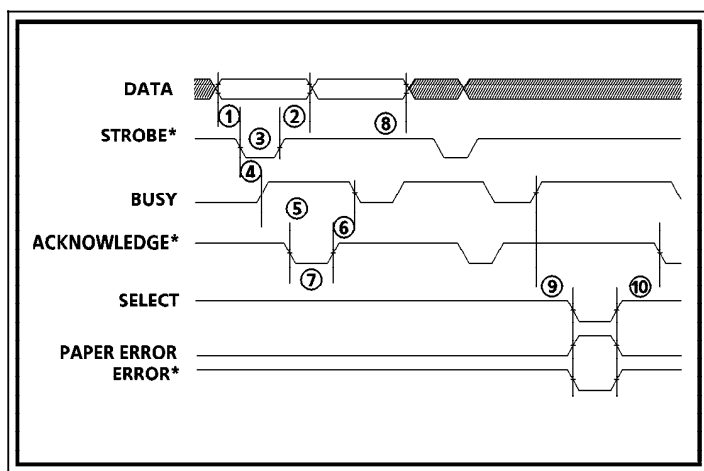 DATA
① ② ⑧
STROBE*
③
④
BUSY
⑤
⑥
ACKNOWLEDGE*
⑦
SELECT
⑨ ⑩
PAPER ERROR
ERROR*